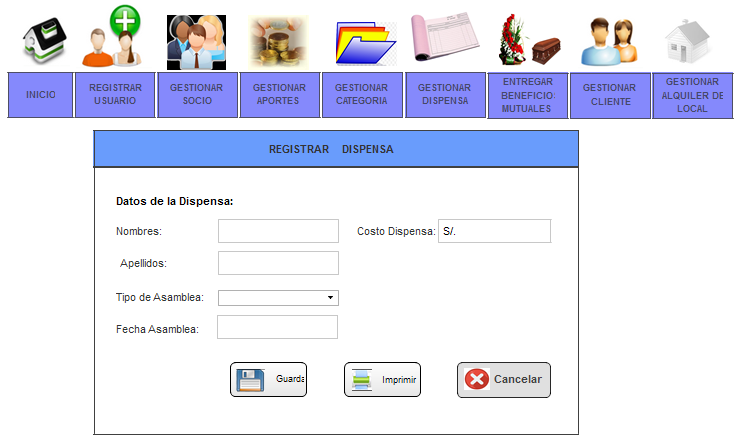 INICIO
REGISTRAR
USUARIO
GESTIONAR
SOCIO
GESTIONAR
APORTES
GESTIONAR
CATEGORIA
GESTIONAR
DISPENSA
ENTREGAR
BENEFICIO
MUTUALES
GESTIONAR
CLIENTE
GESTIONAR
ALQUILER DE
LOCAL
REGISTRAR DISPENSA
Datos de la Dispensa:
Nombres:
Costo Dispensa: S/.
Apellidos:
Tipo de Asamblea:
Fecha Asamblea:
Guarda
Imprimir
Cancelar